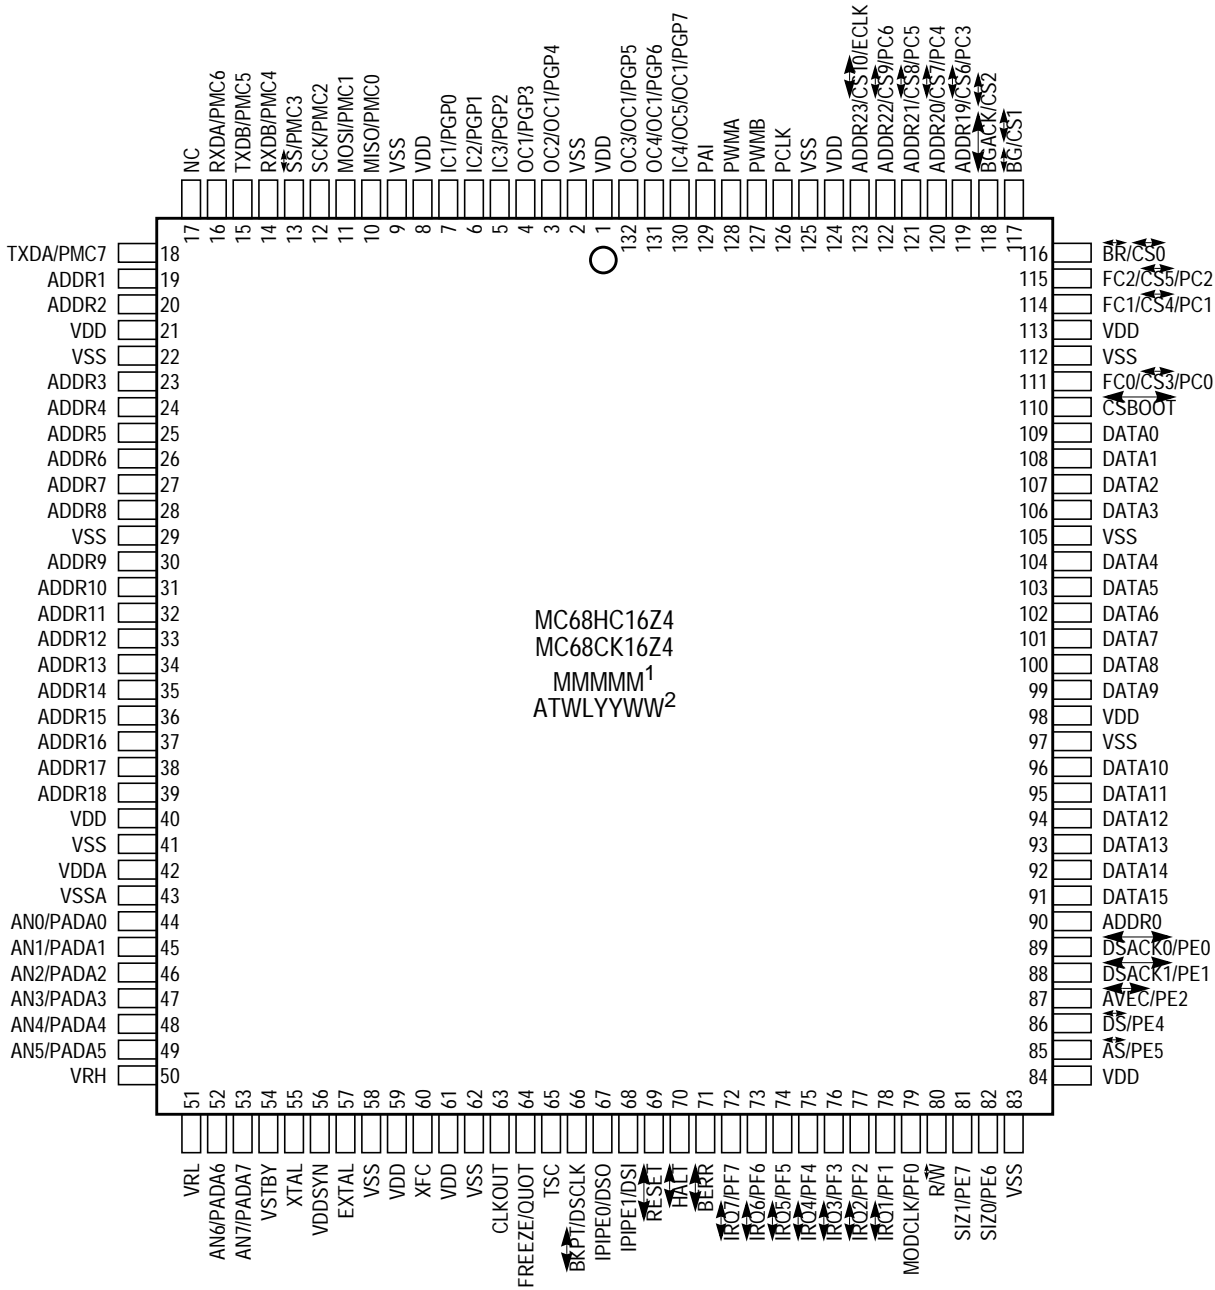 NC
RXDA/PMC6
TXDB/PMC5
RXDB/PMC4
SS/PMC3
SCK/PMC2
MOSI/PMC1
MISO/PMC0
VSS
VDD
IC1/PGP0
IC2/PGP1
IC3/PGP2
OC1/PGP3
OC2/OC1/PGP4
VSS
VDD
OC3/OC1/PGP5
OC4/OC1/PGP6
IC4/OC5/OC1/PGP7
PAI
PWMA
PWMB
PCLK
VSS
VDD
ADDR23/CS10/ECLK
ADDR22/CS9/PC6
ADDR21/CS8/PC5
ADDR20/CS7/PC4
ADDR19/CS6/PC3
BGACK/CS2
BG/CS1
17 16 15 14 13 12 11 10 9 8 7 6 5 4 3 2 1 132 131 130 129 128 127 126 125 124 123 122 121 120 119 118 117
TXDA/PMC7 18
ADDR1 19
ADDR2 20
VDD 21
VSS 22
ADDR3 23
ADDR4 24
ADDR5 25
ADDR6 26
ADDR7 27
ADDR8 28
VSS 29
ADDR9 30
ADDR10 31
ADDR11 32
ADDR12 33
ADDR13 34
ADDR14 35
ADDR15 36
ADDR16 37
ADDR17 38
ADDR18 39
VDD 40
VSS 41
VDDA 42
VSSA 43
AN0/PADA0 44
AN1/PADA1 45
AN2/PADA2 46
AN3/PADA3 47
AN4/PADA4 48
AN5/PADA5 49
VRH 50
MC68HC16Z4
MC68CK16Z4
MMMMM1
ATWLYYWW2
116 BR/CS0
115 FC2/CS5/PC2
114 FC1/CS4/PC1
113 VDD
112 VSS
111 FC0/CS3/PC0
110 CSBOOT
109 DATA0
108 DATA1
107 DATA2
106 DATA3
105 VSS
104 DATA4
103 DATA5
102 DATA6
101 DATA7
100 DATA8
99 DATA9
98 VDD
97 VSS
96 DATA10
95 DATA11
94 DATA12
93 DATA13
92 DATA14
91 DATA15
90 ADDR0
89 DSACK0/PE0
88 DSACK1/PE1
87 AVEC/PE2
86 DS/PE4
85 AS/PE5
84 VDD
51 52 53 54 55 56 57 58 59 60 61 62 63 64 65 66 67 68 69 70 71 72 73 74 75 76 77 78 79 80 81 82 83
VRL
AN6/PADA6
AN7/PADA7
VSTBY
XTAL
VDDSYN
EXTAL
VSS
VDD
XFC
VDD
VSS
CLKOUT
FREEZE/QUOT
TSC
BKPT/DSCLK
IPIPE0/DSO
IPIPE1/DSI
RESET
HALT
BERR
IRQ7/PF7
IRQ6/PF6
IRQ5/PF5
IRQ4/PF4
IRQ3/PF3
IRQ2/PF2
IRQ1/PF1
MODCLK/PF0
R/W
SIZ1/PE7
SIZ0/PE6
VSS